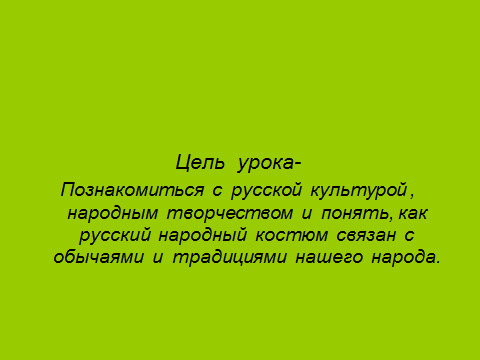 Цель урока-
Познакомиться с русской культурой ,
народным творчеством и понять, как
русский народный костюм связан с
обычаями и традициями нашего народа.